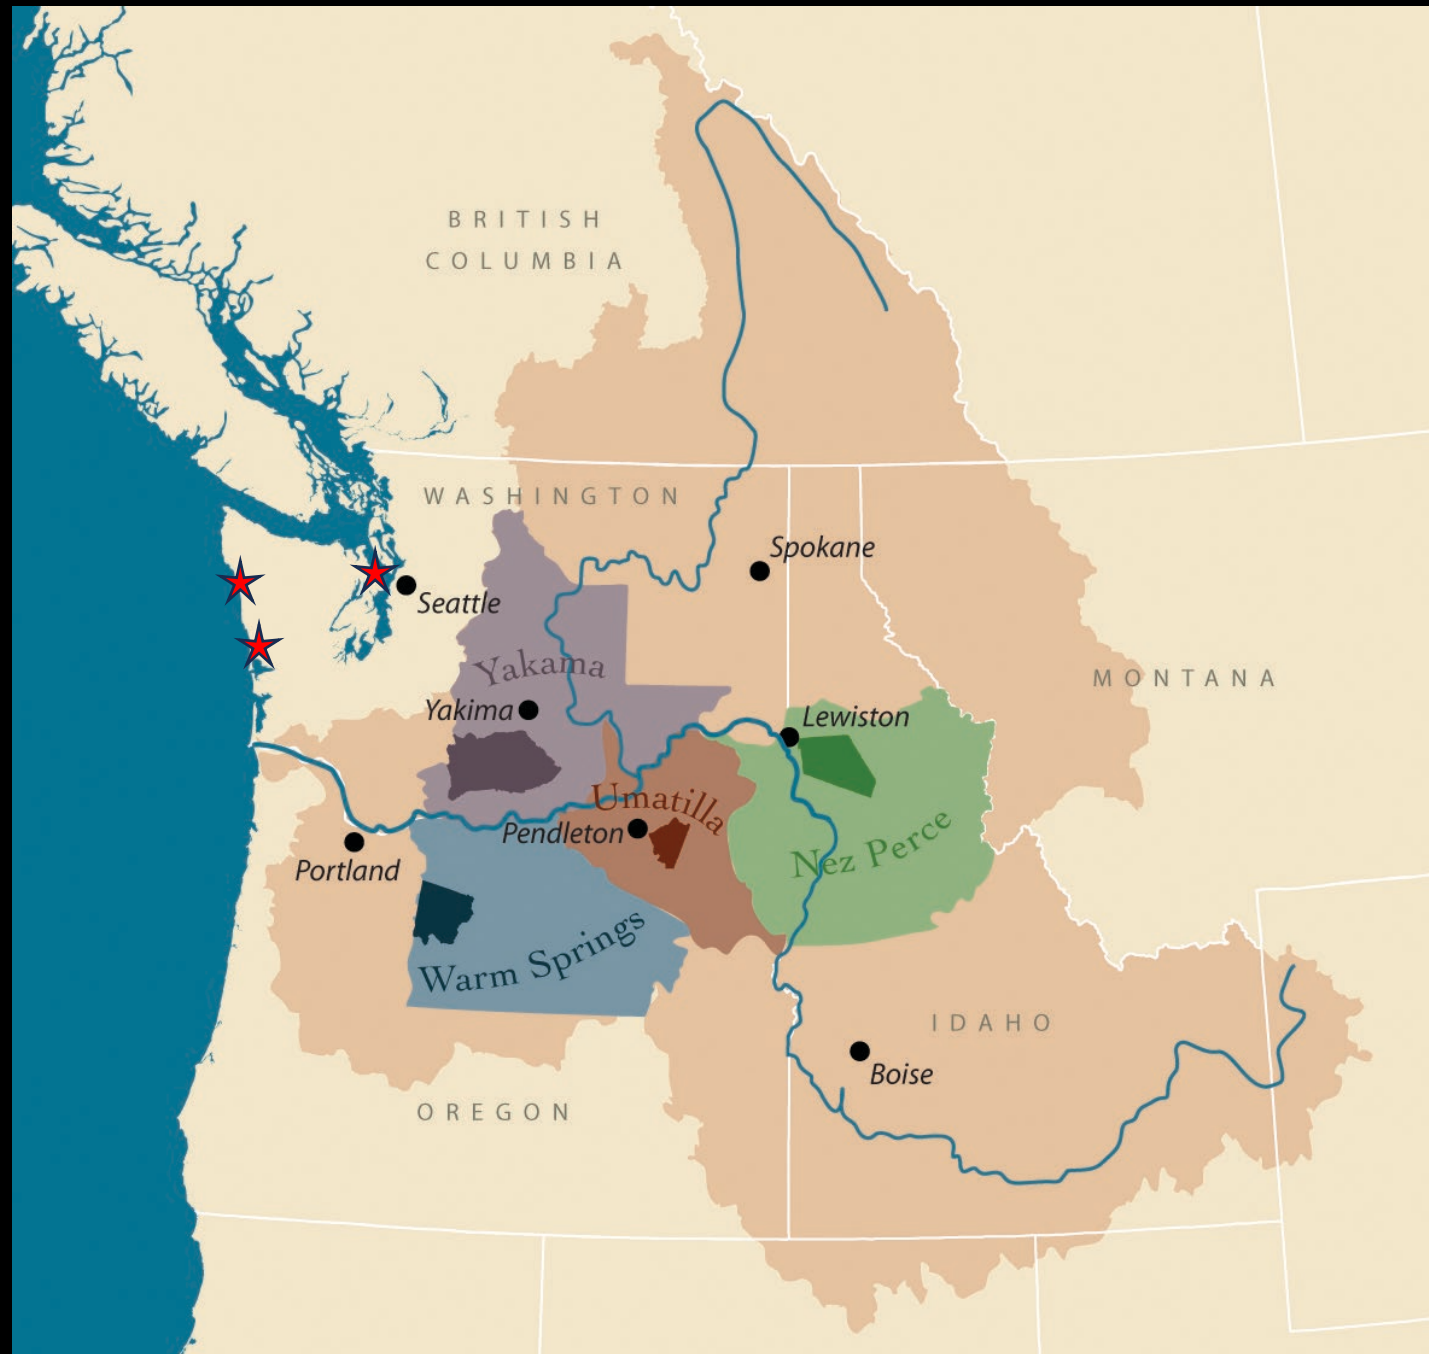 BRITISH
COLUMBIA
WASHINGTON
Spokane
Seattle
Yakama
MONTANA
Yakima
Lewiston
Umatilla
Pendleton
Nez Perce
Portland
Warm Springs
IDAHO
Boise
OREGON